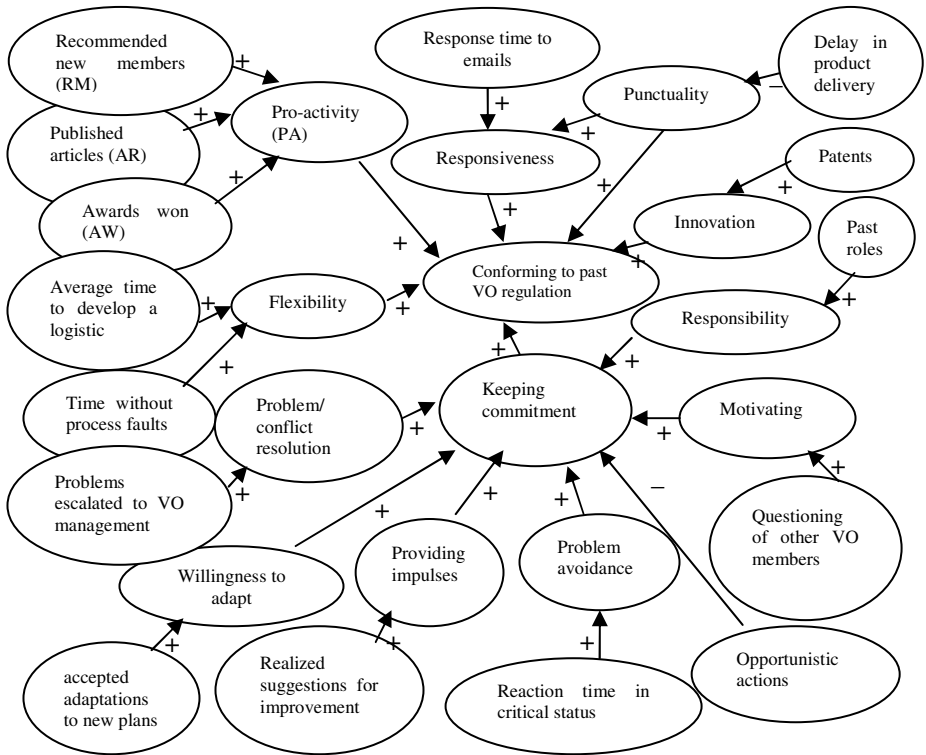 Recommended
new members
(RM)
+
Published
articles (AR)
+
Awards won
(AW)
+
Pro-activity
(PA)
+
Response time to
emails
+
Responsiveness
+
Punctuality
+
+
Delay in
product
delivery
–
Patents
+
Innovation
+
Past
roles
+
Responsibility
+
Conforming to past
VO regulation
Average time
to develop a
logistic
+
Flexibility
+
Time without
process faults
+
Problem/
conflict
resolution
+
Problems
escalated to VO
management
+
Keeping
commitment
+
Motivating
+
Questioning
of other VO
members
+
Willingness to
adapt
+
accepted
adaptations
to new plans
+
Providing
impulses
+
Realized
suggestions for
improvement
+
Problem
avoidance
+
Reaction time in
critical status
+
Opportunistic
actions
–